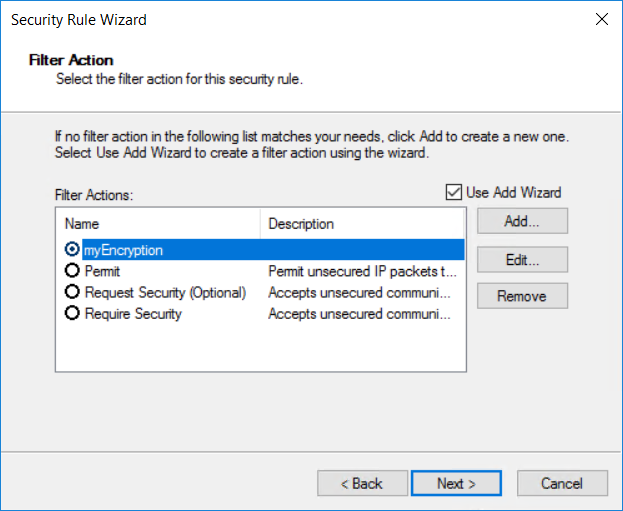 Security Rule Wizard
Filter Action
Select the filter action for this security rule.
If no filter action in the following list matches your needs, click Add to create a new one.
Select Use Add Wizard to create a filter action using the wizard.
Filter Actions:
Use Add Wizard
Name Description
Add...
myEncryption
Edit...
Permit Permit unsecured IP packets t...
Request Security (Optional) Accepts unsecured communi...
Remove
Require Security Accepts unsecured communi...
< Back Next > Cancel